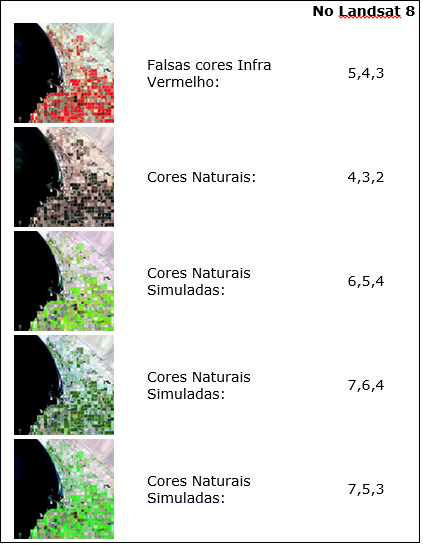 No Landsat 8
Falsas cores Infra
Vermelho:
5,4,3
Cores Naturais:
4,3,2
Cores Naturais
Simuladas:
6,5,4
Cores Naturais
Simuladas:
7,6,4
Cores Naturais
Simuladas:
7,5,3